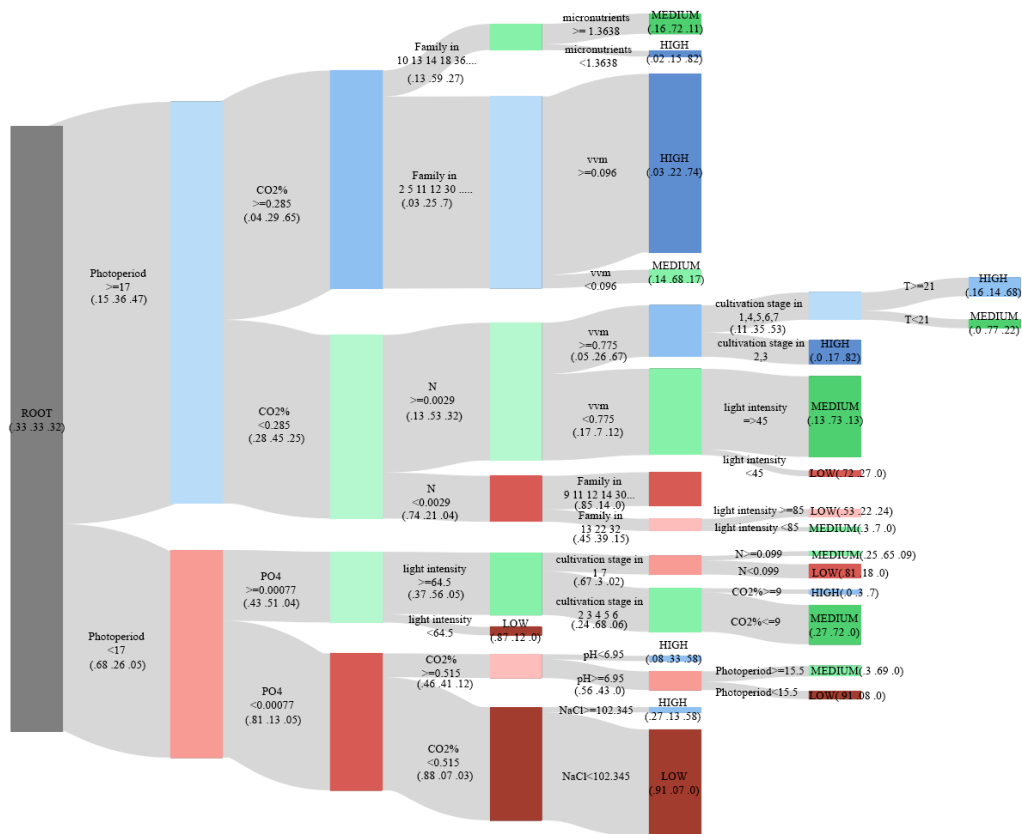 ROOT
(.33 .33 .32)
Photoperiod
>=17
(.15 .36 .47)
Photoperiod
<17
(.68 .26 .05)
CO2%
>=0.285
(.04 .29 .65)
CO2%
<0.285
(.28 .45 .25)
PO4
>=0.00077
(.43 .51 .04)
PO4
<0.00077
(.81 .13 .05)
Family in
10 13 14 18 36....
(.13 .59 .27)
Family in
2 5 11 12 30 .....
(.03 .25 .7)
N
>=0.0029
(.13 .53 .32)
N
<0.0029
(.74 .21 .04)
light intensity
>=64.5
(.37 .56 .05)
light intensity
<64.5
LOW
(.87 .12 .0)
CO2%
>=0.515
(.46 .41 .12)
CO2%
<0.515
(.88 .07 .03)
micronutrients
>= 1.3638
MEDIUM
(.16 .72 .11)
micronutrients
<1.3638
HIGH
(.02 .15 .82)
vvm
>=0.096
HIGH
(.03 .22 .74)
vvm
<0.096
MEDIUM
(.14 .68 .17)
vvm
>=0.775
(.05 .26 .67)
vvm
<0.775
(.17 .7 .12)
Family in
9 11 12 14 30...
(.85 .14 .0)
Family in
13 22 32
(.45 .39 .15)
cultivation stage in
1,7
(.67 .3 .02)
cultivation stage in
2 3 4 5 6
(.24 .68 .06)
pH<6.95
HIGH
(.08 .33 .58)
pH>=6.95
(.56 .43 .0)
NaCl>=102.345
HIGH
(.27 .13 .58)
NaCl<102.345
LOW
(.91 .07 .0)
cultivation stage in
1,4,5,6,7
(.11 .35 .53)
cultivation stage in
2,3
HIGH
(.0 .17 .82)
light intensity
=>45
MEDIUM
(.13 .73 .13)
light intensity
<45
LOW(.72 .27 .0)
light intensity >=85
LOW(.53 .22 .24)
light intensity <85
MEDIUM(.3 .7 .0)
N>=0.099
MEDIUM(.25 .65 .09)
N<0.099
LOW(.81 .18 .0)
CO2%>=9
HIGH(.0 .3 .7)
CO2%<=9
MEDIUM
(.27 .72 .0)
Photoperiod>=15.5
MEDIUM(.3 .69 .0)
Photoperiod<15.5
LOW(.91 .08 .0)
T>=21
HIGH
(.16 .14 .68)
T<21
MEDIUM
(.0 .77 .22)